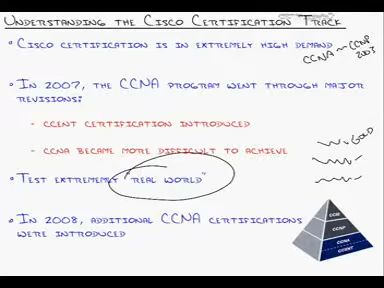 Understanding the Cisco Certification Track
• Cisco certification is in extremely high demand
CCNA ~ CCNP
2003
• In 2007, the CCNA program went through major
revisions:
- CCENT certification introduced
- CCNA became more difficult to achieve
Gold
• Test extrememly "real world"
• In 2008, additional CCNA certifications
were introduced
CCIE
CCNP
CCNA
CCENT